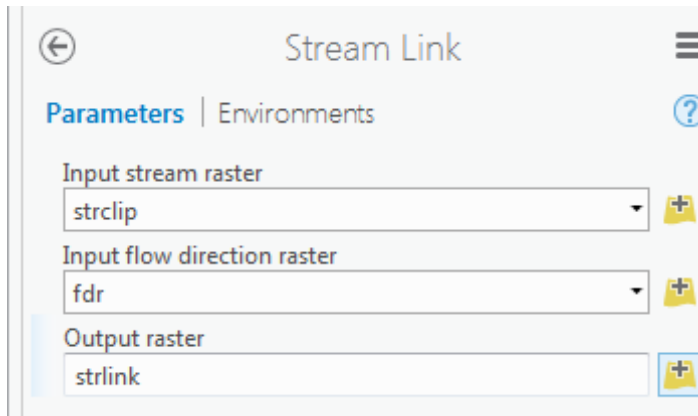 Stream Link
Parameters | Environments
Input stream raster
strclip
Input flow direction raster
fdr
Output raster
strlink